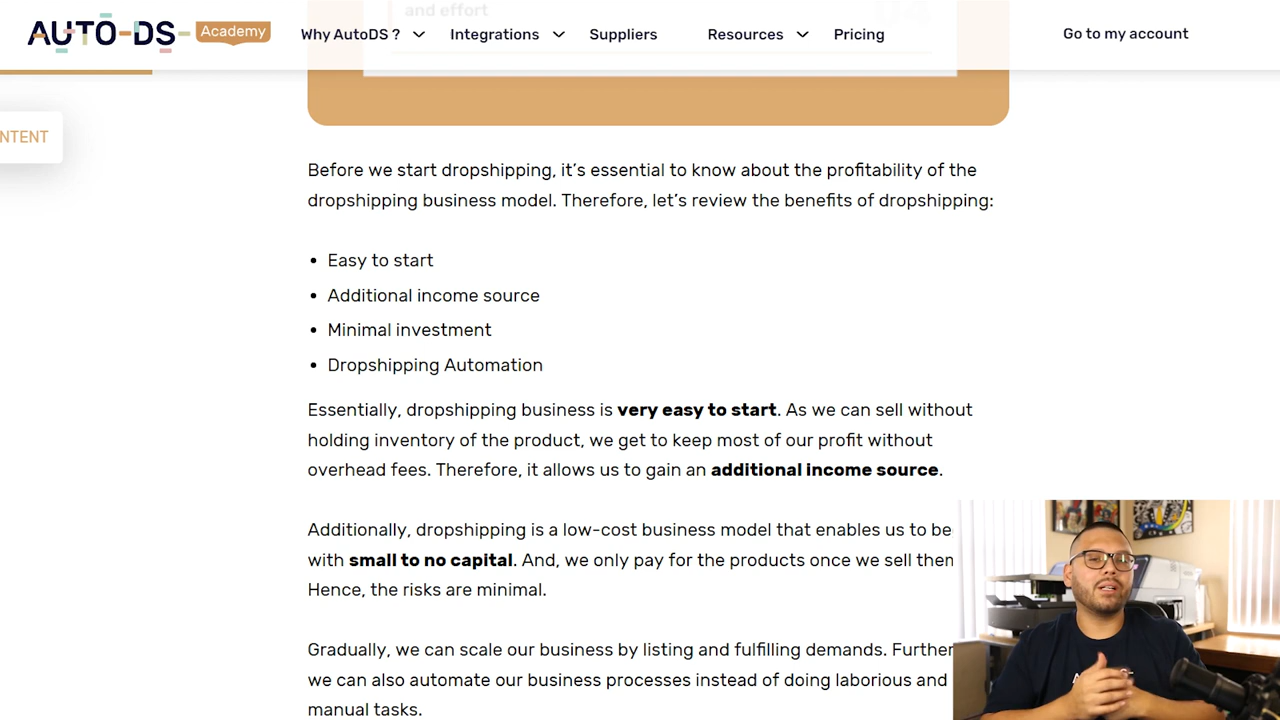 and effort
AUTO-DS Academy Why AutoDS ? Integrations Suppliers Resources Pricing Go to my account
NTENT
Before we start dropshipping, it’s essential to know about the profitability of the
dropshipping business model. Therefore, let’s review the benefits of dropshipping:
• Easy to start
• Additional income source
• Minimal investment
• Dropshipping Automation
Essentially, dropshipping business is very easy to start. As we can sell without
holding inventory of the product, we get to keep most of our profit without
overhead fees. Therefore, it allows us to gain an additional income source.
Additionally, dropshipping is a low-cost business model that enables us to be
with small to no capital. And, we only pay for the products once we sell them
Hence, the risks are minimal.
Gradually, we can scale our business by listing and fulfilling demands. Further
we can also automate our business processes instead of doing laborious and
manual tasks.